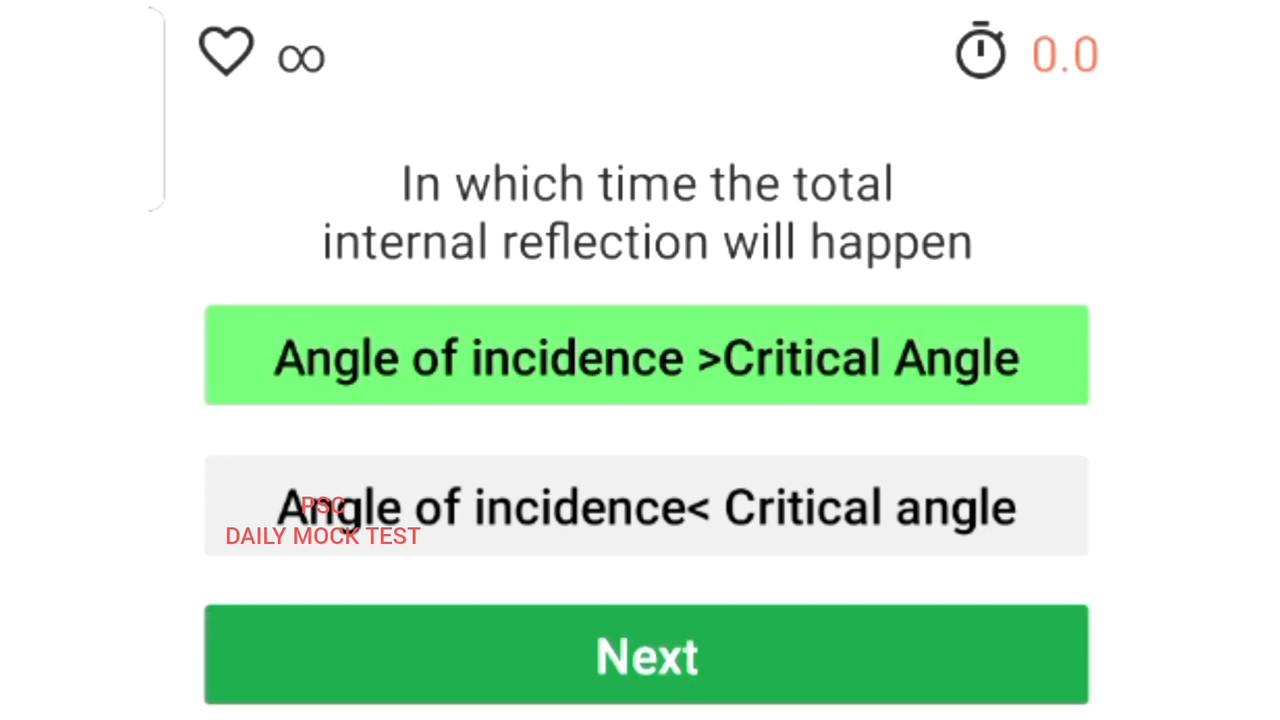 ∞
0.0
In which time the total
internal reflection will happen
Angle of incidence >Critical Angle
Angle of incidence< Critical angle
PSC
DAILY MOCK TEST
Next